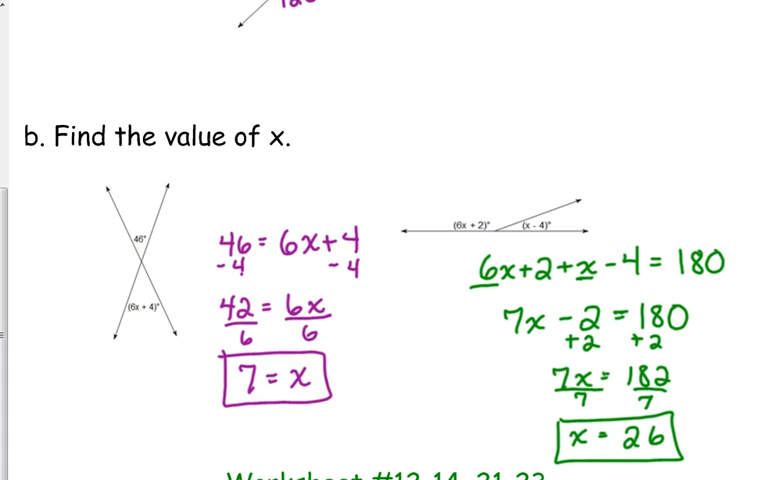 b. Find the value of x.
46°
(6x + 4)°
46 = 6x + 4
-4 -4
42 = 6x
6 6
7 = x
(6x + 2)° (x - 4)°
6x + 2 + x - 4 = 180
7x - 2 = 180
+2 +2
7x = 182
7 7
x = 26